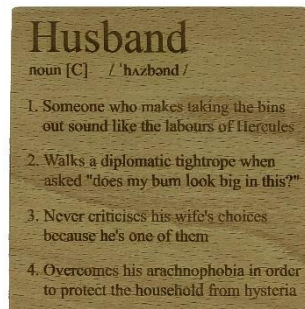 Husband
noun [C] / 'hʌzbənd /
1. Someone who makes taking the bins
out sound like the labours of Hercules
2. Walks a diplomatic tightrope when
asked "does my bum look big in this?"
3. Never criticises his wife's choices
because he's one of them
4. Overcomes his arachnophobia in order
to protect the household from hysteria